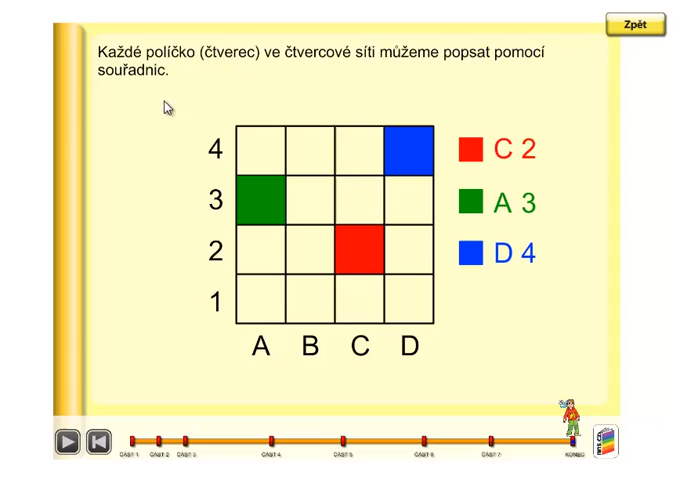 Zpět
Každé políčko (čtverec) ve čtvercové síti můžeme popsat pomocí
souřadnic.
4
C 2
3
A 3
2
D 4
1
A B C D
ČÁST 1 ČÁST 2 ČÁST 3 ČÁST 4 ČÁST 5 ČÁST 6 ČÁST 7 KONEC